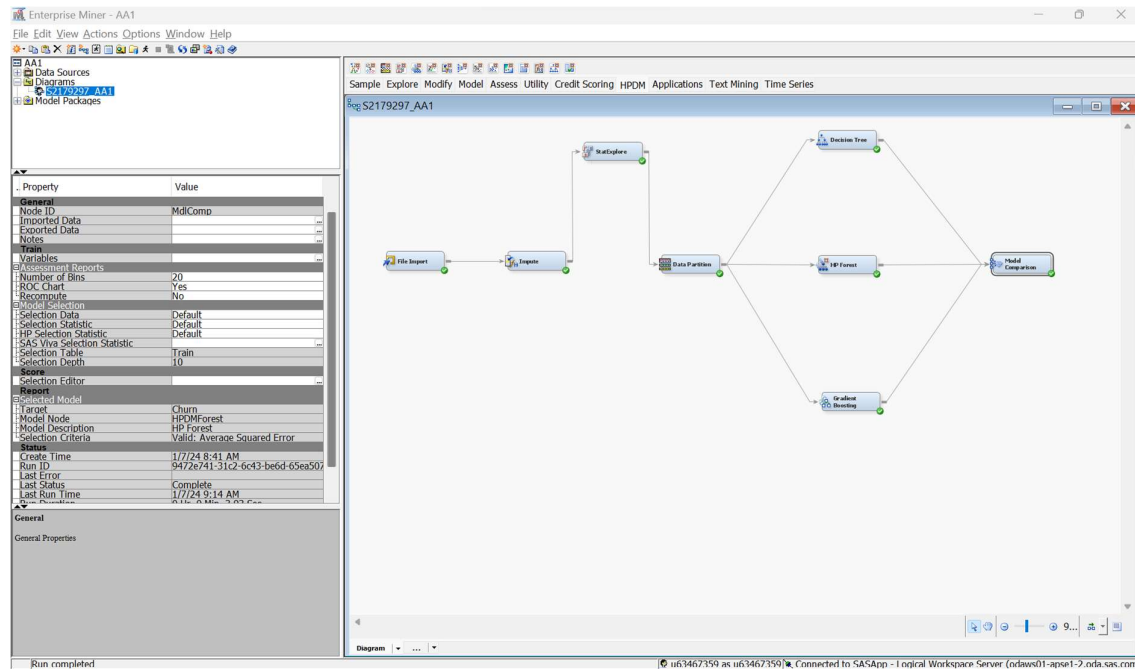 Enterprise Miner - AA1
File Edit View Actions Options Window Help
AA1
Data Sources
Diagrams
S2179297_AA1
Model Packages
. Property Value
General
Node ID MdlComp
Imported Data ...
Exported Data ...
Notes ...
Train
Variables ...
Assessment Reports
Number of Bins 20
ROC Chart Yes
Recompute No
Model Selection
Selection Data Default
Selection Statistic Default
HP Selection Statistic Default
SAS Viya Selection Statistic ...
Selection Table Train
Selection Depth 10
Score
Selection Editor ...
Report
Selected Model
Target Churn
Model Node HPDMForest
Model Description HP Forest
Selection Criteria Valid: Average Squared Error
Status
Create Time 1/7/24 8:41 AM
Run ID 9472e741-31c2-6c43-be6d-65ea507
Last Error
Last Status Complete
Last Run Time 1/7/24 9:14 AM
General
General Properties
Sample Explore Modify Model Assess Utility Credit Scoring HPDM Applications Text Mining Time Series
S2179297_AA1
Decision Tree
StatExplore
File Import
Impute
Data Partition
HP Forest
Model Comparison
Gradient Boosting
9...
Diagram ...
Run completed
u63467359 as u63467359 Connected to SASApp - Logical Workspace Server (odaws01-apse1-2.oda.sas.com